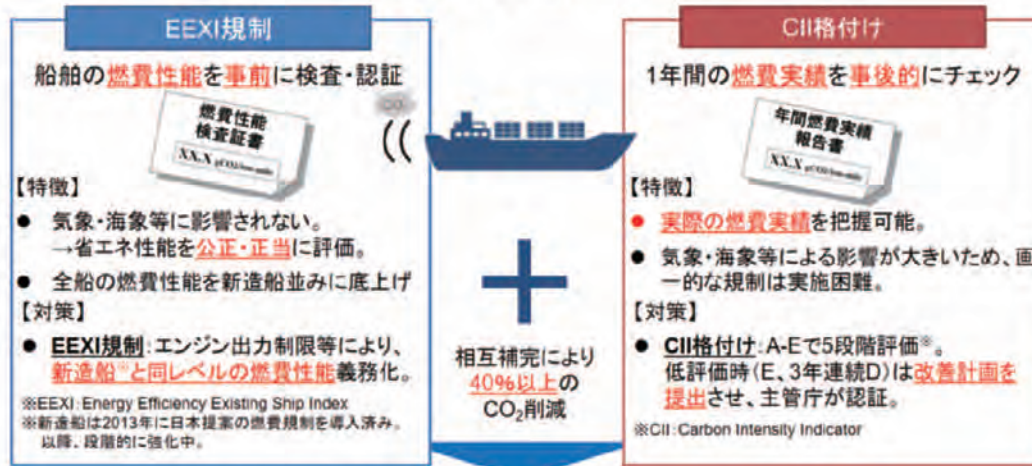 EEXI規制
船舶の燃費性能を事前に検査・認証
燃費性能
検査証書
XX.X gCO2/ton-mile
【特徴】
● 気象・海象等に影響されない。
→省エネ性能を公正・正当に評価。
● 全船の燃費性能を新造船並みに底上げ
【対策】
● EEXI規制:エンジン出力制限等により、
新造船※と同レベルの燃費性能義務化。
※EEXI:Energy Efficiency Existing Ship Index
※新造船は2013年に日本提案の燃費規制を導入済み。
以降、段階的に強化中。
CO2
+
相互補完により
40%以上の
CO₂削減
CII格付け
1年間の燃費実績を事後的にチェック
年間燃費実績
報告書
XX.X gCO2/ton-mile
【特徴】
● 実際の燃費実績を把握可能。
● 気象・海象等による影響が大きいため、画
一的な規制は実施困難。
【対策】
● CII格付け:A-Eで5段階評価※。
低評価時(E、3年連続D)は改善計画を
提出させ、主管庁が認証。
※CII:Carbon Intensity Indicator